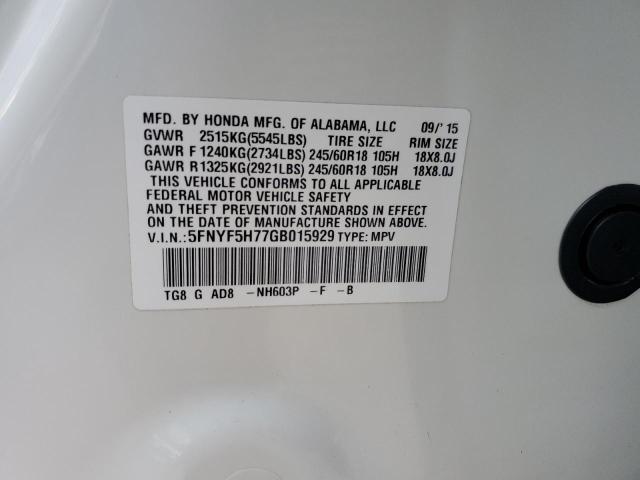 MFD. BY HONDA MFG. OF ALABAMA, LLC 09/'15
GVWR 2515KG(5545LBS) TIRE SIZE RIM SIZE
GAWR F 1240KG(2734LBS) 245/60R18 105H 18X8.0J
GAWR R 1325KG(2921LBS) 245/60R18 105H 18X8.0J
THIS VEHICLE CONFORMS TO ALL APPLICABLE
FEDERAL MOTOR VEHICLE SAFETY
AND THEFT PREVENTION STANDARDS IN EFFECT
ON THE DATE OF MANUFACTURE SHOWN ABOVE.
V.I.N.: 5FNYF5H77GB015929 TYPE: MPV
TG8 G AD8 -NH603P -F -B